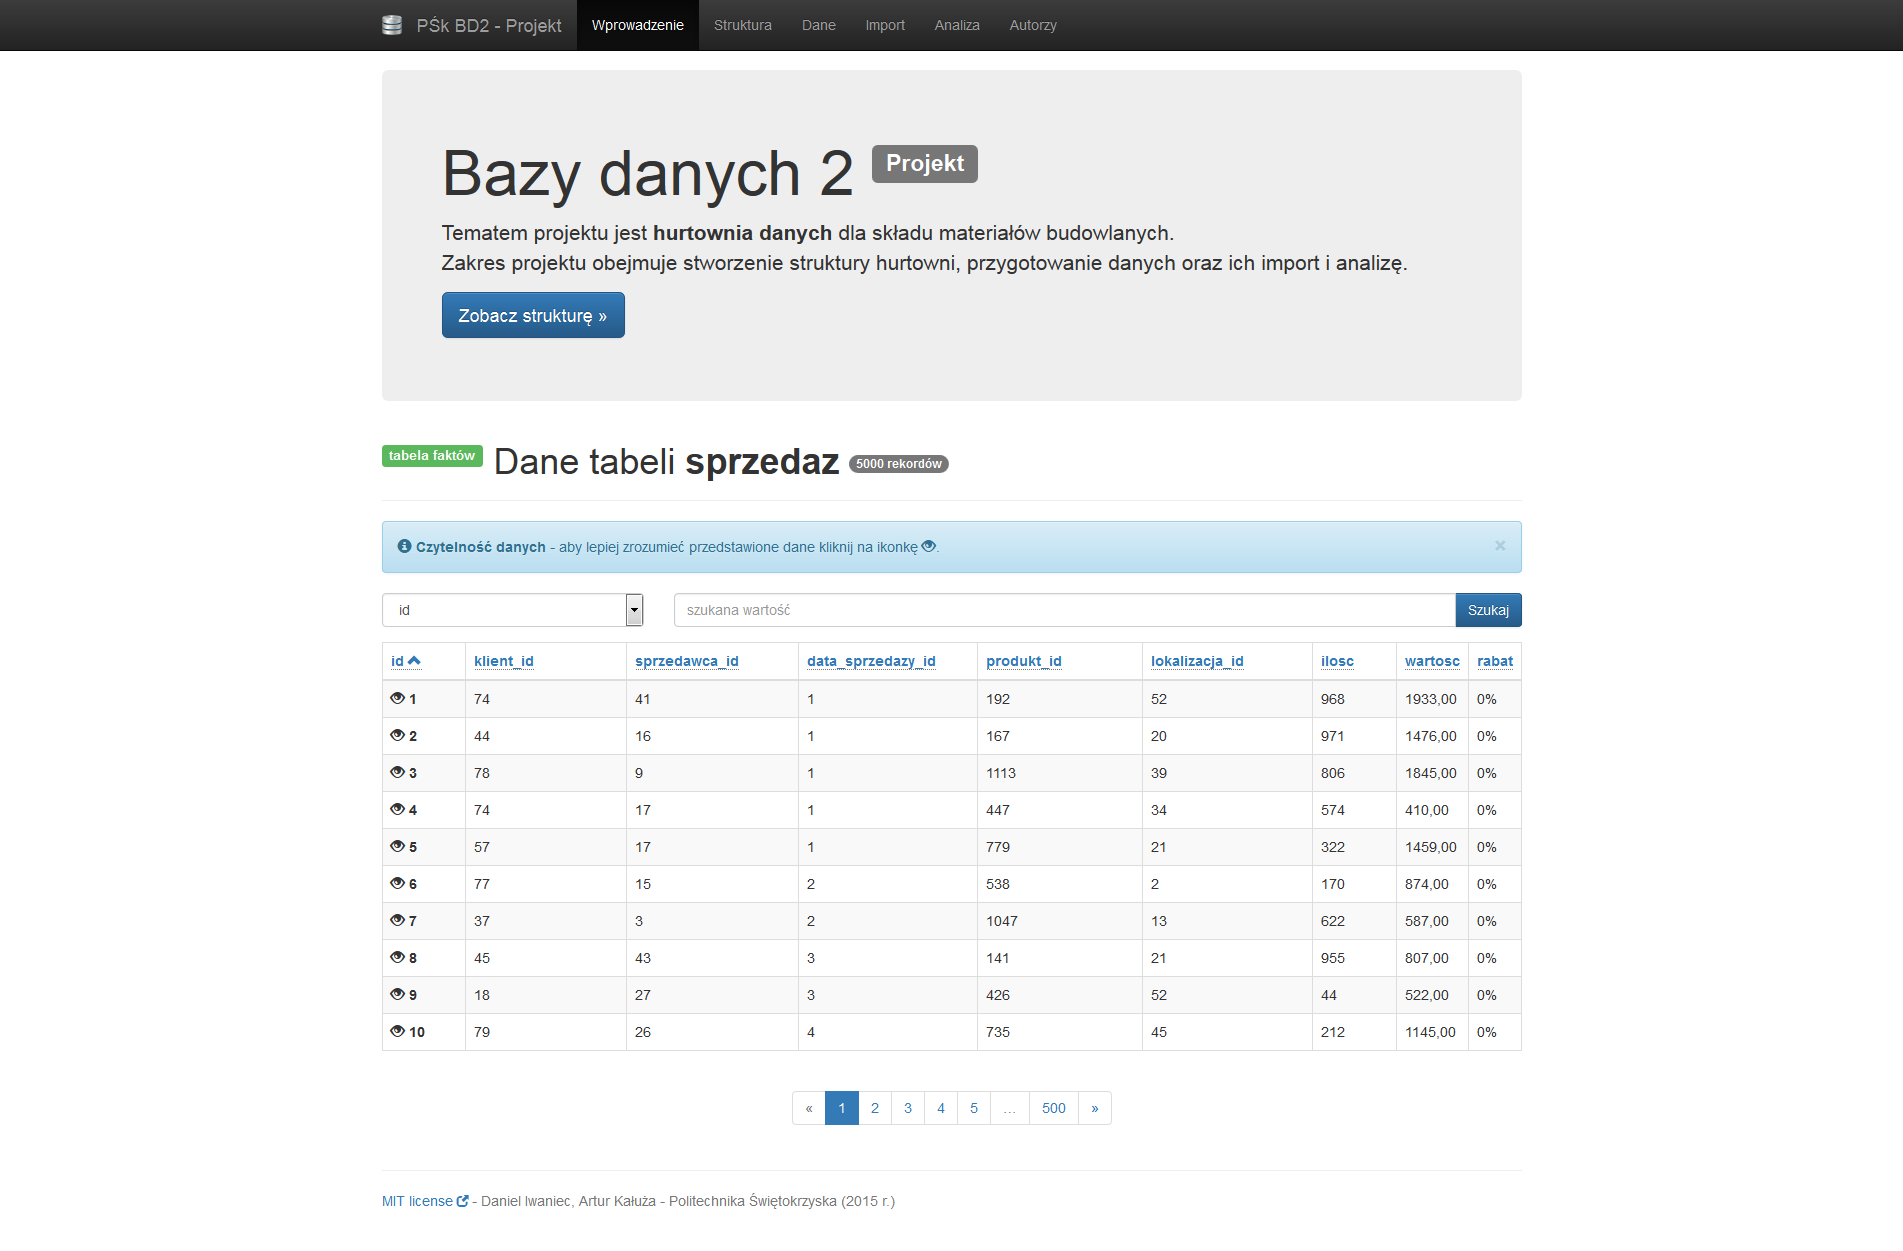 PŚk BD2 - Projekt Wprowadzenie Struktura Dane Import Analiza Autorzy
Bazy danych 2 Projekt
Tematem projektu jest hurtownia danych dla składu materiałów budowlanych.
Zakres projektu obejmuje stworzenie struktury hurtowni, przygotowanie danych oraz ich import i analizę.
Zobacz strukturę »
tabela faktów Dane tabeli sprzedaz 5000 rekordów
Czytelność danych - aby lepiej zrozumieć przedstawione dane kliknij na ikonkę .
×
id szukana wartość Szukaj
id klient_id sprzedawca_id data_sprzedazy_id produkt_id lokalizacja_id ilosc wartosc rabat
1 74 41 1 192 52 968 1933,00 0%
2 44 16 1 167 20 971 1476,00 0%
3 78 9 1 1113 39 806 1845,00 0%
4 74 17 1 447 34 574 410,00 0%
5 57 17 1 779 21 322 1459,00 0%
6 77 15 2 538 2 170 874,00 0%
7 37 3 2 1047 13 622 587,00 0%
8 45 43 3 141 21 955 807,00 0%
9 18 27 3 426 52 44 522,00 0%
10 79 26 4 735 45 212 1145,00 0%
« 1 2 3 4 5 … 500 »
MIT license - Daniel Iwaniec, Artur Kałuża - Politechnika Świętokrzyska (2015 r.)